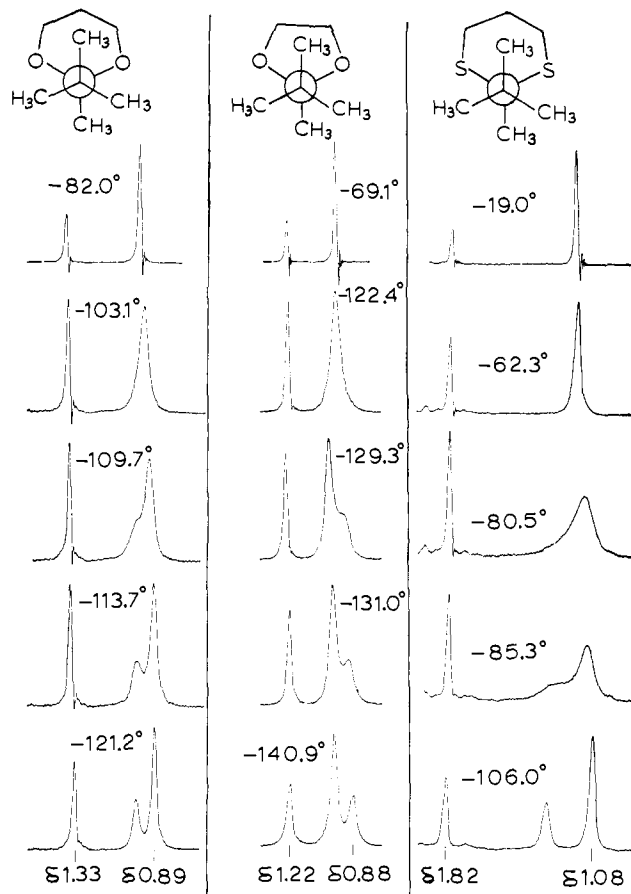 CH₃ CH₃ CH₃
O O O O S S
H₃C CH₃ H₃C CH₃ H₃C CH₃
CH₃ CH₃ CH₃
-82.0° -69.1° -19.0°
-103.1° -122.4° -62.3°
-109.7° -129.3° -80.5°
-113.7° -131.0° -85.3°
-121.2° -140.9° -106.0°
δ1.33 δ0.89 δ1.22 δ0.88 δ1.82 δ1.08